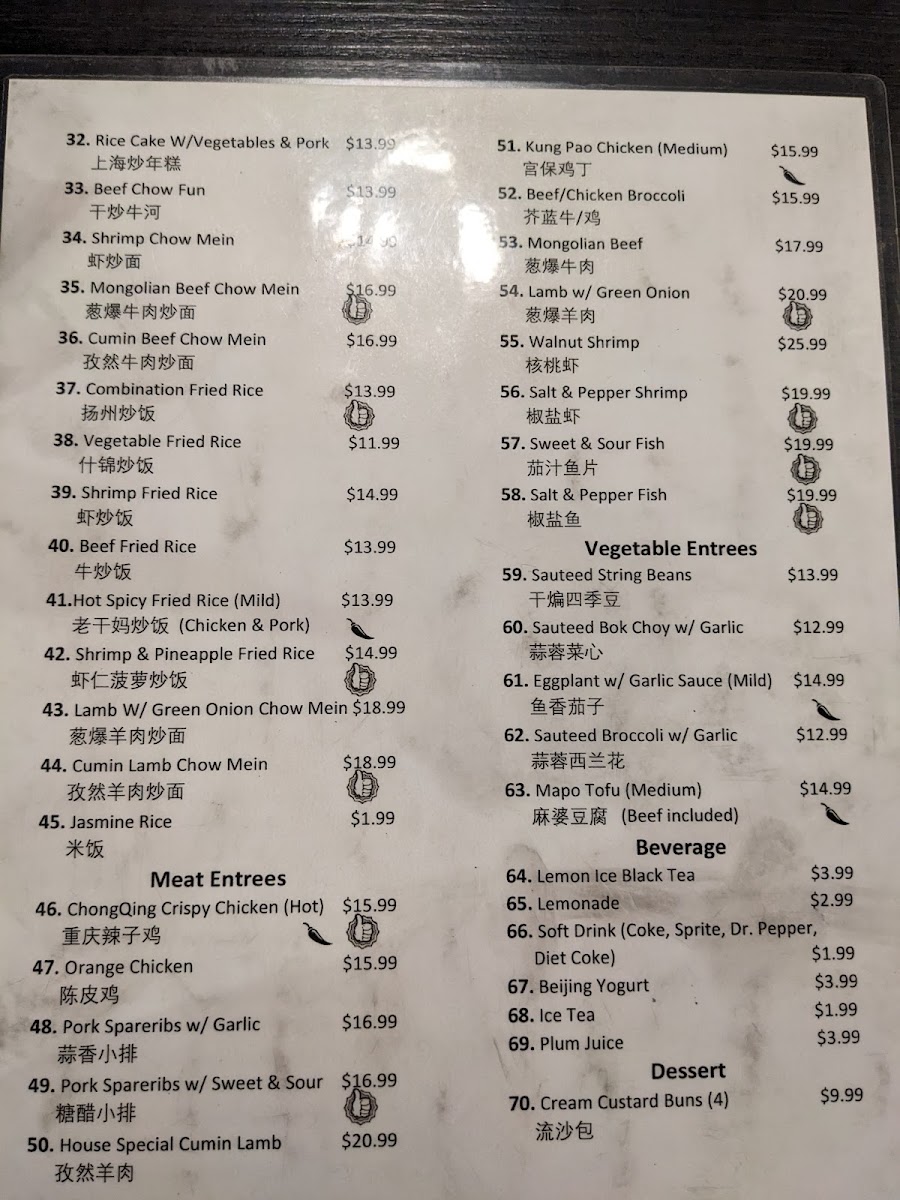 32. Rice Cake W/Vegetables & Pork $13.99
上海炒年糕
33. Beef Chow Fun $13.99
干炒牛河
34. Shrimp Chow Mein
虾炒面
35. Mongolian Beef Chow Mein $16.99
葱爆牛肉炒面
36. Cumin Beef Chow Mein $16.99
孜然牛肉炒面
37. Combination Fried Rice $13.99
扬州炒饭
38. Vegetable Fried Rice $11.99
什锦炒饭
39. Shrimp Fried Rice $14.99
虾炒饭
40. Beef Fried Rice $13.99
牛炒饭
41.Hot Spicy Fried Rice (Mild) $13.99
老干妈炒饭 (Chicken & Pork)
42. Shrimp & Pineapple Fried Rice $14.99
虾仁菠萝炒饭
43. Lamb W/ Green Onion Chow Mein $18.99
葱爆羊肉炒面
44. Cumin Lamb Chow Mein $18.99
孜然羊肉炒面
45. Jasmine Rice $1.99
米饭
Meat Entrees
46. ChongQing Crispy Chicken (Hot) $15.99
重庆辣子鸡
47. Orange Chicken $15.99
陈皮鸡
48. Pork Spareribs w/ Garlic $16.99
蒜香小排
49. Pork Spareribs w/ Sweet & Sour $16.99
糖醋小排
50. House Special Cumin Lamb $20.99
孜然羊肉
51. Kung Pao Chicken (Medium) $15.99
宫保鸡丁
52. Beef/Chicken Broccoli $15.99
芥蓝牛/鸡
53. Mongolian Beef $17.99
葱爆牛肉
54. Lamb w/ Green Onion $20.99
葱爆羊肉
55. Walnut Shrimp $25.99
核桃虾
56. Salt & Pepper Shrimp $19.99
椒盐虾
57. Sweet & Sour Fish $19.99
茄汁鱼片
58. Salt & Pepper Fish $19.99
椒盐鱼
Vegetable Entrees
59. Sauteed String Beans $13.99
干煸四季豆
60. Sauteed Bok Choy w/ Garlic $12.99
蒜蓉菜心
61. Eggplant w/ Garlic Sauce (Mild) $14.99
鱼香茄子
62. Sauteed Broccoli w/ Garlic $12.99
蒜蓉西兰花
63. Mapo Tofu (Medium) $14.99
麻婆豆腐 (Beef included)
Beverage
64. Lemon Ice Black Tea $3.99
65. Lemonade $2.99
66. Soft Drink (Coke, Sprite, Dr. Pepper,
Diet Coke) $1.99
67. Beijing Yogurt $3.99
68. Ice Tea $1.99
69. Plum Juice $3.99
Dessert
70. Cream Custard Buns (4) $9.99
流沙包